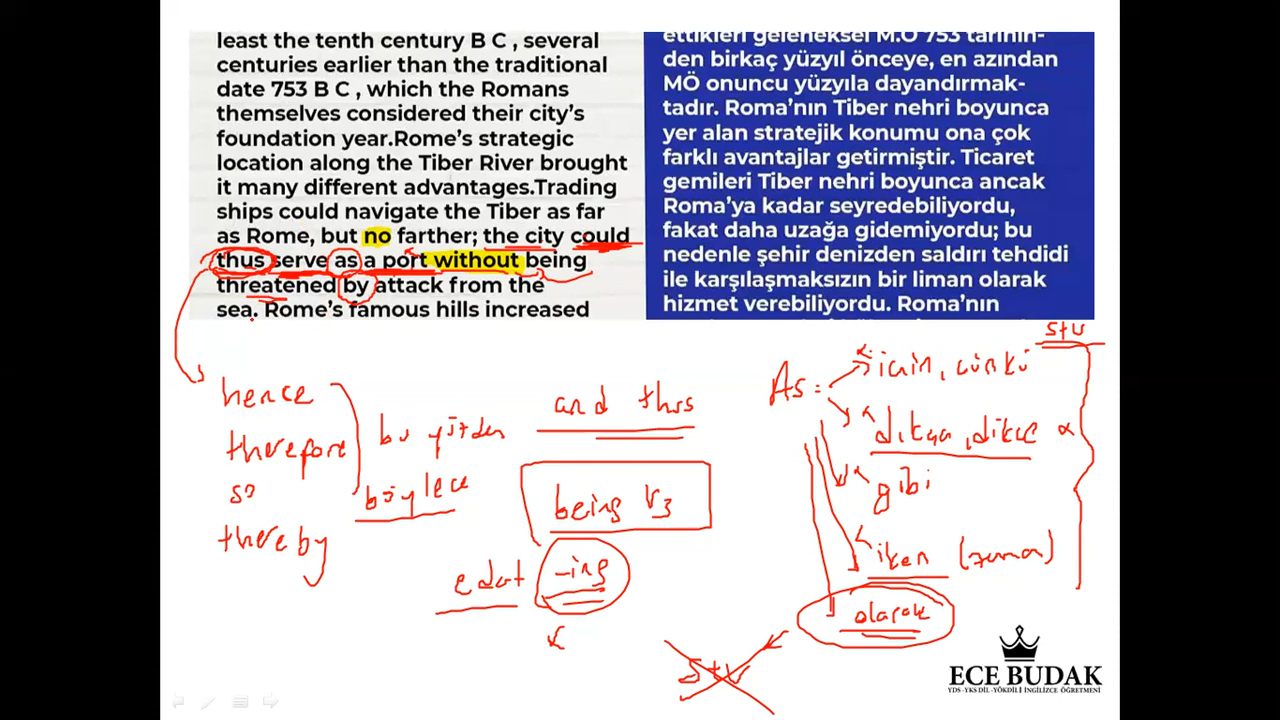 least the tenth century B C , several
centuries earlier than the traditional
date 753 B C , which the Romans
themselves considered their city's
foundation year.Rome's strategic
location along the Tiber River brought
it many different advantages.Trading
ships could navigate the Tiber as far
as Rome, but no farther; the city could
thus serve as a port without being
threatened by attack from the
sea. Rome's famous hills increased
ettikleri geleneksel M.Ö 753 tarihin-
den birkaç yüzyıl önceye, en azından
MÖ onuncu yüzyıla dayandırmak-
tadır. Roma'nın Tiber nehri boyunca
yer alan stratejik konumu ona çok
farklı avantajlar getirmiştir. Ticaret
gemileri Tiber nehri boyunca ancak
Roma'ya kadar seyredebiliyordu,
fakat daha uzağa gidemiyordu; bu
nedenle şehir denizden saldırı tehdidi
ile karşılaşmaksızın bir liman olarak
hizmet verebiliyordu. Roma'nın
hence
therefore
so
thereby
bu yüzden
böylece
and thus
being V3
edat -ing
As:
için, çünkü
dıkça, dikçe
gibi
iken (zaman)
olarak
S+V
S+V
ECE BUDAK
YDS -YKS DİL -YÖKDİL İNGİLİZCE ÖĞRETMENİ